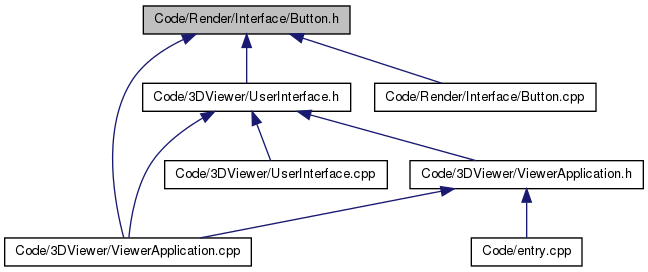 Code/Render/Interface/Button.h
Code/3DViewer/UserInterface.h
Code/Render/Interface/Button.cpp
Code/3DViewer/UserInterface.cpp
Code/3DViewer/ViewerApplication.h
Code/3DViewer/ViewerApplication.cpp
Code/entry.cpp